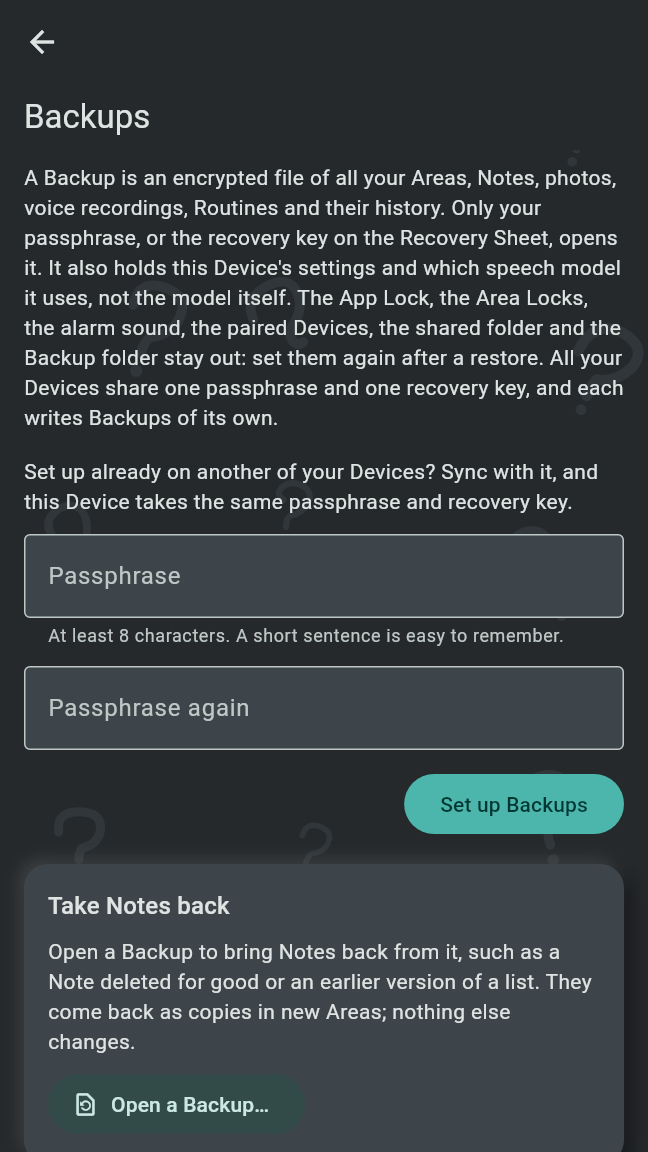 Backups
A Backup is an encrypted file of all your Areas, Notes, photos,
voice recordings, Routines and their history. Only your
passphrase, or the recovery key on the Recovery Sheet, opens
it. It also holds this Device's settings and which speech model
it uses, not the model itself. The App Lock, the Area Locks,
the alarm sound, the paired Devices, the shared folder and the
Backup folder stay out: set them again after a restore. All your
Devices share one passphrase and one recovery key, and each
writes Backups of its own.
Set up already on another of your Devices? Sync with it, and
this Device takes the same passphrase and recovery key.
Passphrase
At least 8 characters. A short sentence is easy to remember.
Passphrase again
Set up Backups
Take Notes back
Open a Backup to bring Notes back from it, such as a
Note deleted for good or an earlier version of a list. They
come back as copies in new Areas; nothing else
changes.
Open a Backup…